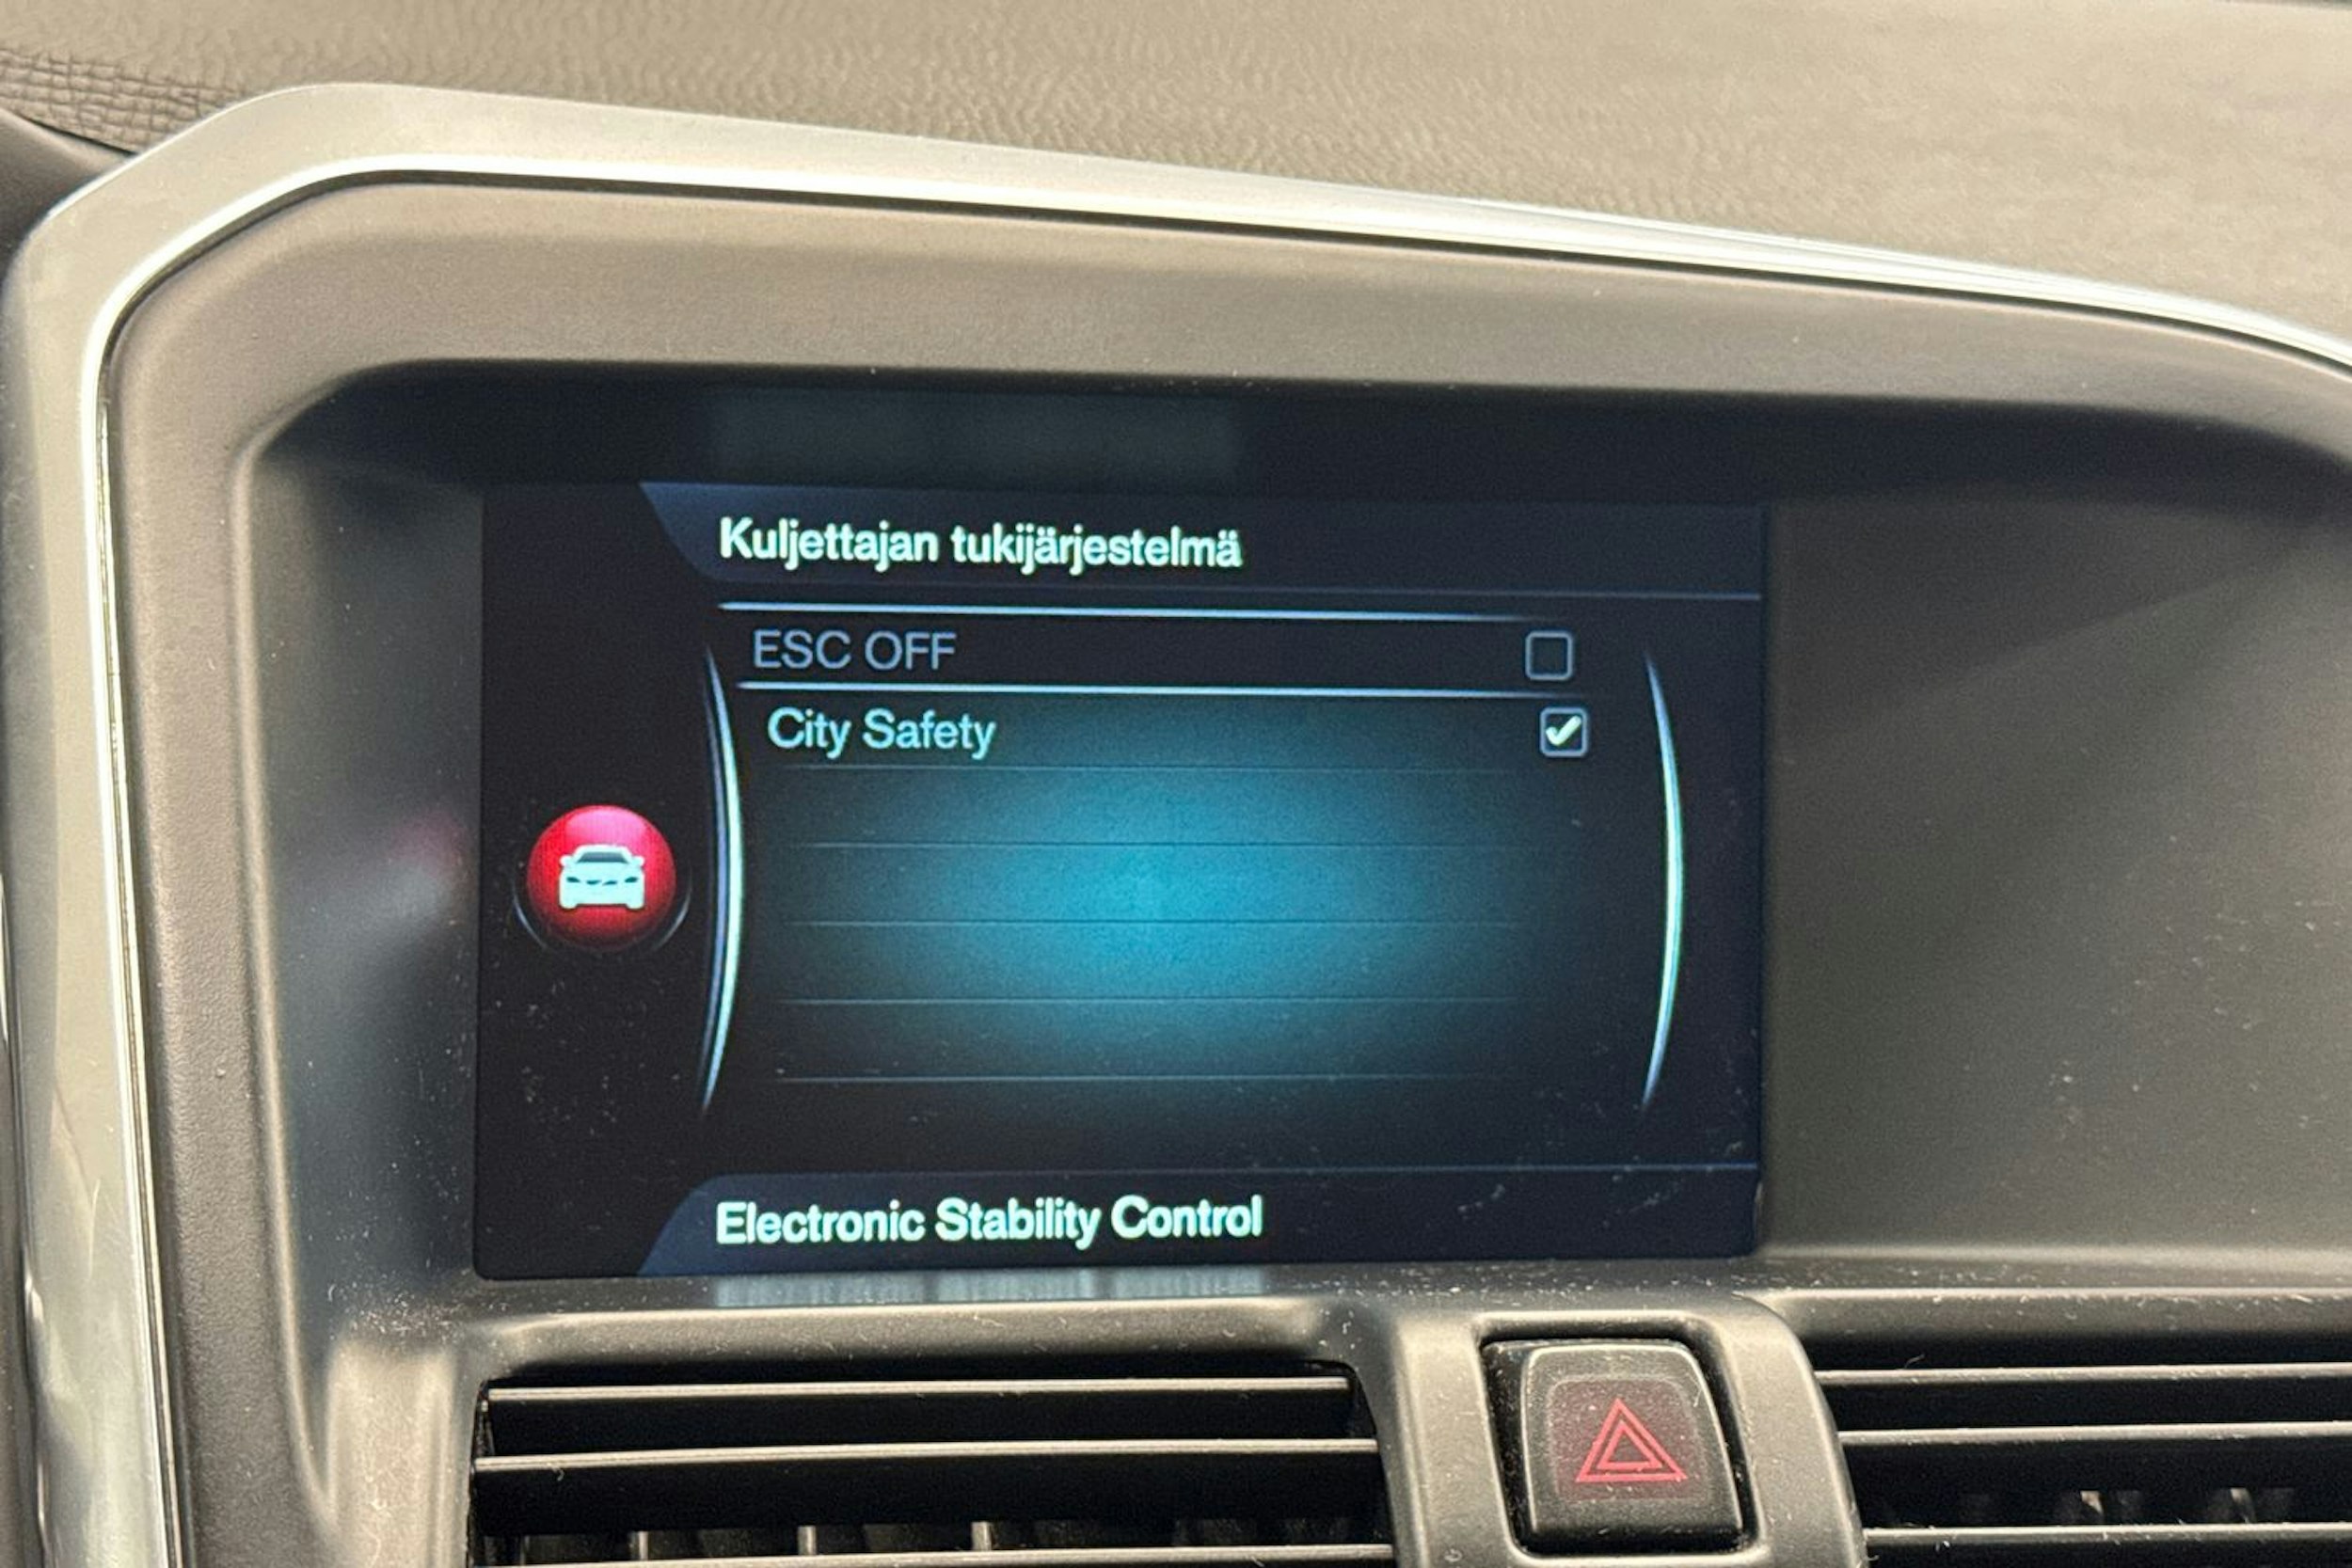 Kuljettajan tukijärjestelmä
ESC OFF
City Safety
Electronic Stability Control